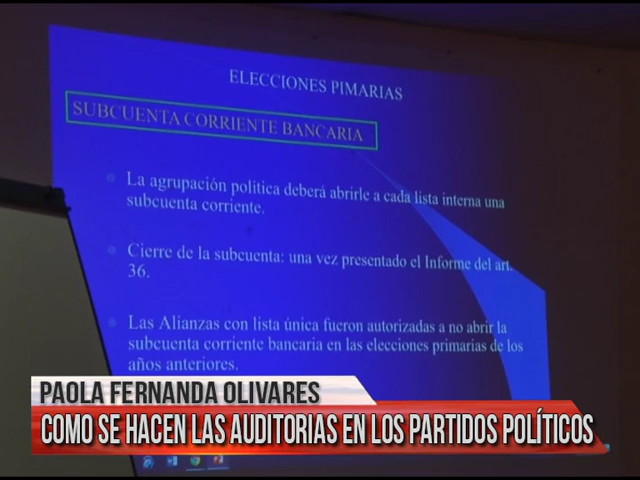 ELECCIONES PIMARIAS
SUBCUENTA CORRIENTE BANCARIA
La agrupación politica deberá abrirle a cada lista interna una
subcuenta corriente.
Cierre de la subcuenta: una vez presentado el Informe del art.
36.
Las Alianzas con lista única fueron autorizadas a no abrir la
subcuenta corriente bancaria en las elecciones primarias de los
años anteriores.
PAOLA FERNANDA OLIVARES
COMO SE HACEN LAS AUDITORIAS EN LOS PARTIDOS POLÍTICOS